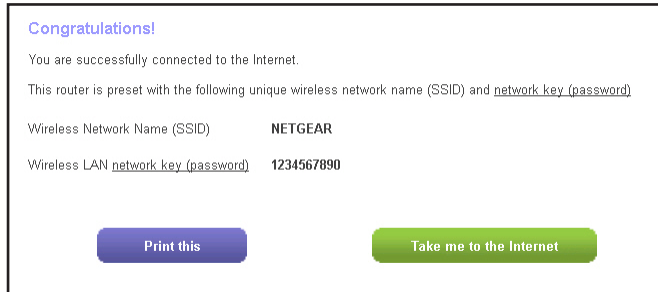 Congratulations!
You are successfully connected to the Internet.
This router is preset with the following unique wireless network name (SSID) and network key (password)
Wireless Network Name (SSID) NETGEAR
Wireless LAN network key (password) 1234567890
Print this Take me to the Internet